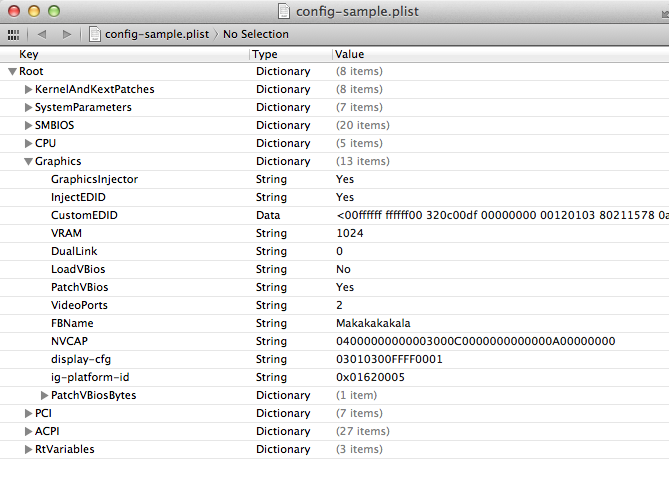 config-sample.plist
config-sample.plist No Selection
Key Type Value
Root Dictionary (8 items)
KernelAndKextPatches Dictionary (8 items)
SystemParameters Dictionary (7 items)
SMBIOS Dictionary (20 items)
CPU Dictionary (5 items)
Graphics Dictionary (13 items)
GraphicsInjector String Yes
InjectEDID String Yes
CustomEDID Data <00ffffff ffffff00 320c00df 00000000 00120103 80211578 0a
VRAM String 1024
DualLink String 0
LoadVBios String No
PatchVBios String Yes
VideoPorts String 2
FBName String Makakakakala
NVCAP String 04000000000003000C0000000000000A00000000
display-cfg String 03010300FFFF0001
ig-platform-id String 0x01620005
PatchVBiosBytes Dictionary (1 item)
PCI Dictionary (7 items)
ACPI Dictionary (27 items)
RtVariables Dictionary (3 items)